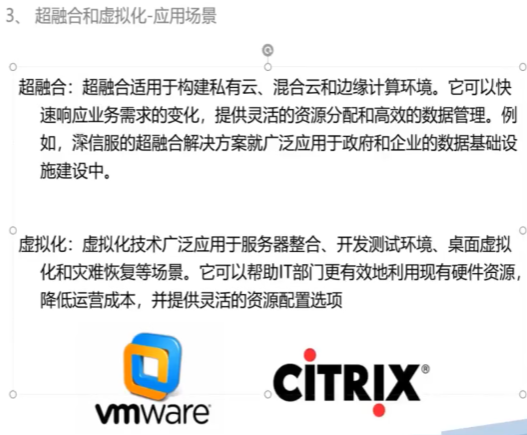 3、 超融合和虚拟化-应用场景
超融合：超融合适用于构建私有云、混合云和边缘计算环境。它可以快
速响应业务需求的变化，提供灵活的资源分配和高效的数据管理。例
如，深信服的超融合解决方案就广泛应用于政府和企业的数据基础设
施建设中。
虚拟化：虚拟化技术广泛应用于服务器整合、开发测试环境、桌面虚拟
化和灾难恢复等场景。它可以帮助IT部门更有效地利用现有硬件资源，
降低运营成本，并提供灵活的资源配置选项
vmware
CITRIX®